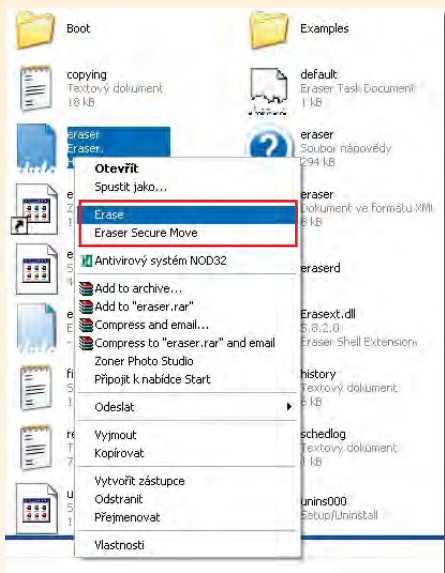 Boot
Examples
copying
Textový dokument
18 kB
default
Eraser Task Document
1 kB
eraser
Eraser.
eraser
Soubor nápovědy
294 kB
Otevřít
Spustit jako...
Erase
Eraser Secure Move
Antivirový systém NOD32
Add to archive...
Add to "eraser.rar"
Compress and email...
Compress to "eraser.rar" and email
Zoner Photo Studio
Připojit k nabídce Start
Odeslat
Vyjmout
Kopírovat
Vytvořit zástupce
Odstranit
Přejmenovat
Vlastnosti
eraser
Dokument ve formátu XML
8 kB
eraserd
Erasext.dll
5.8.2.0
Eraser Shell Extension
history
Textový dokument
6 kB
schedlog
Textový dokument
1 kB
unins000
Setup/Uninstall